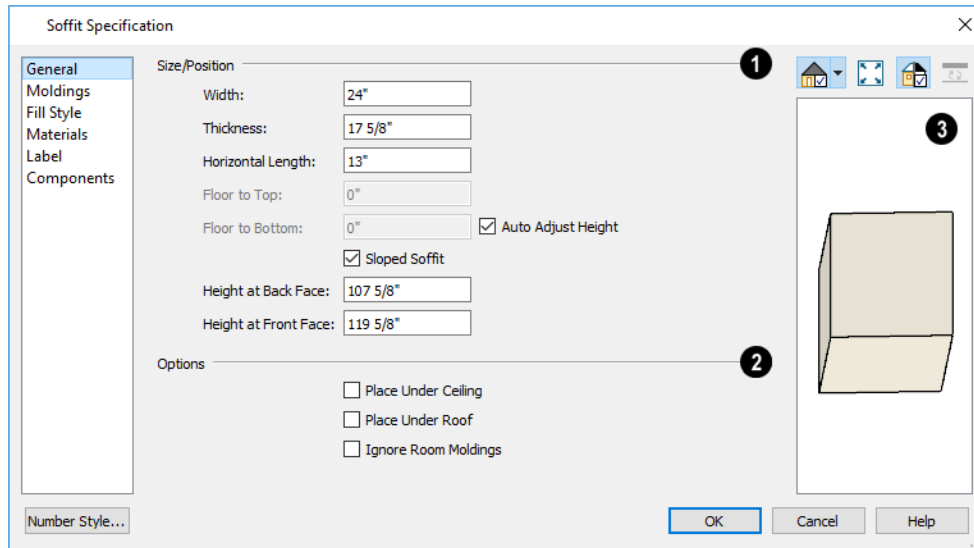 Soffit Specification
General
Moldings
Fill Style
Materials
Label
Components
Size/Position
1
Width: 24"
Thickness: 17 5/8"
Horizontal Length: 13"
Floor to Top: 0"
Floor to Bottom: 0" Auto Adjust Height
Sloped Soffit
Height at Back Face: 107 5/8"
Height at Front Face: 119 5/8"
Options
2
Place Under Ceiling
Place Under Roof
Ignore Room Moldings
3
Number Style...
OK
Cancel
Help